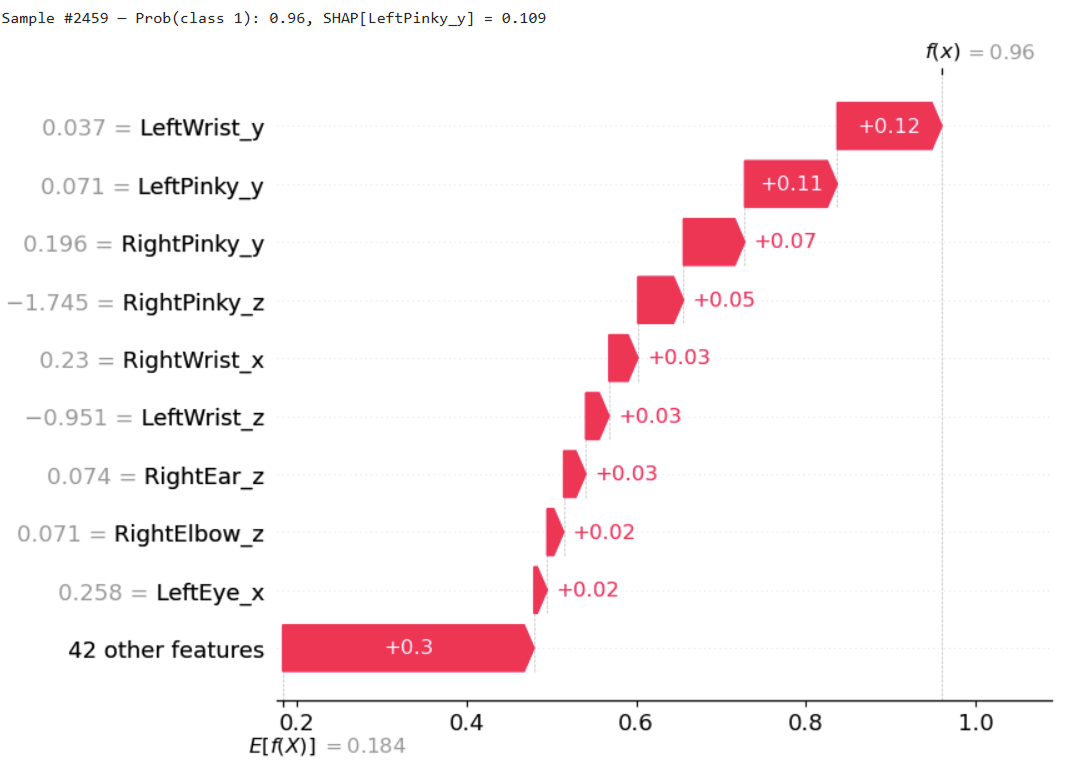 Sample #2459 – Prob(class 1): 0.96, SHAP[LeftPinky_y] = 0.109
f(x) = 0.96
0.037 = LeftWrist_y +0.12
0.071 = LeftPinky_y +0.11
0.196 = RightPinky_y +0.07
−1.745 = RightPinky_z +0.05
0.23 = RightWrist_x +0.03
−0.951 = LeftWrist_z +0.03
0.074 = RightEar_z +0.03
0.071 = RightElbow_z +0.02
0.258 = LeftEye_x +0.02
42 other features +0.3
0.2 0.4 0.6 0.8 1.0
E[f(X)] = 0.184